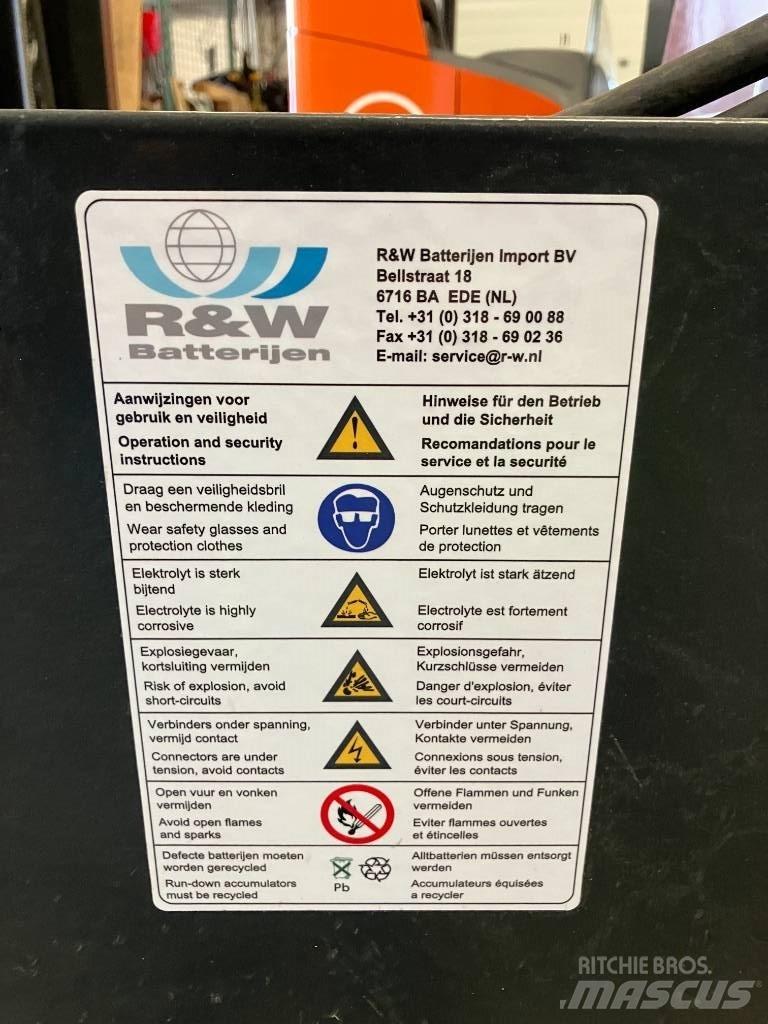 R&W
Batterijen
R&W Batterijen Import BV
Bellstraat 18
6716 BA EDE (NL)
Tel. +31 (0) 318 - 69 00 88
Fax +31 (0) 318 - 69 02 36
E-mail: service@r-w.nl
Aanwijzingen voor
gebruik en veiligheid
Operation and security
instructions
Hinweise für den Betrieb
und die Sicherheit
Recomandations pour le
service et la securité
Draag een veiligheidsbril
en beschermende kleding
Wear safety glasses and
protection clothes
Augenschutz und
Schutzkleidung tragen
Porter lunettes et vêtements
de protection
Elektrolyt is sterk
bijtend
Electrolyte is highly
corrosive
Elektrolyt ist stark ätzend
Electrolyte est fortement
corrosif
Explosiegevaar,
kortsluiting vermijden
Risk of explosion, avoid
short-circuits
Explosionsgefahr,
Kurzschlüsse vermeiden
Danger d'explosion, éviter
les court-circuits
Verbinders onder spanning,
vermijd contact
Connectors are under
tension, avoid contacts
Verbinder unter Spannung,
Kontakte vermeiden
Connexions sous tension,
éviter les contacts
Open vuur en vonken
vermijden
Avoid open flames
and sparks
Offene Flammen und Funken
vermeiden
Eviter flammes ouvertes
et étincelles
Defecte batterijen moeten
worden gerecycled
Run-down accumulators
must be recycled
Pb
Alltbatterien müssen entsorgt
werden
Accumulateurs équisées
a recycler
RITCHIE BROS.
MASCUS